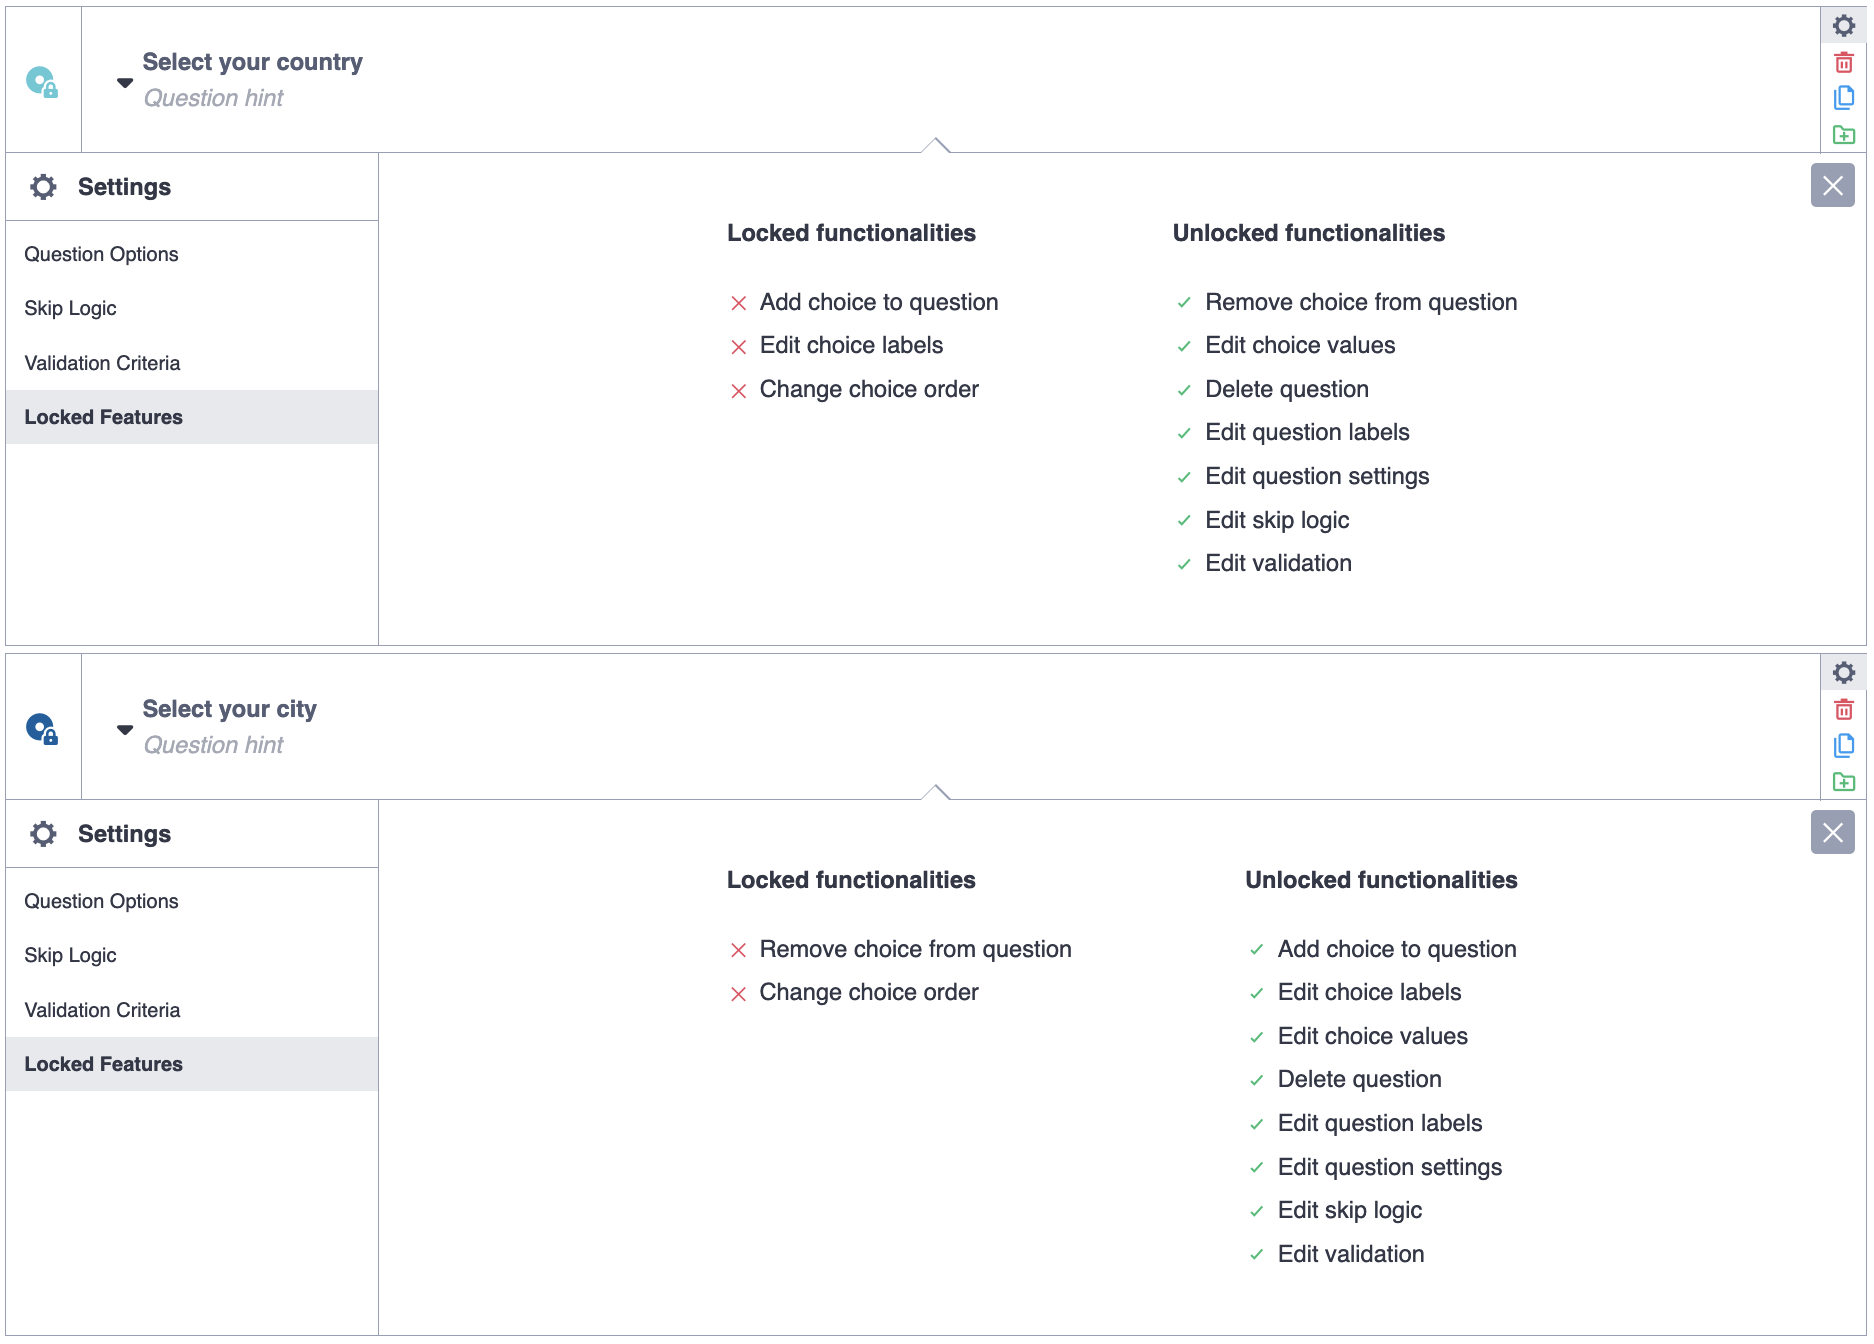 Select your country
Question hint
Settings
Question Options
Skip Logic
Validation Criteria
Locked Features
Locked functionalities
Add choice to question
Edit choice labels
Change choice order
Unlocked functionalities
Remove choice from question
Edit choice values
Delete question
Edit question labels
Edit question settings
Edit skip logic
Edit validation
Select your city
Question hint
Settings
Question Options
Skip Logic
Validation Criteria
Locked Features
Locked functionalities
Remove choice from question
Change choice order
Unlocked functionalities
Add choice to question
Edit choice labels
Edit choice values
Delete question
Edit question labels
Edit question settings
Edit skip logic
Edit validation